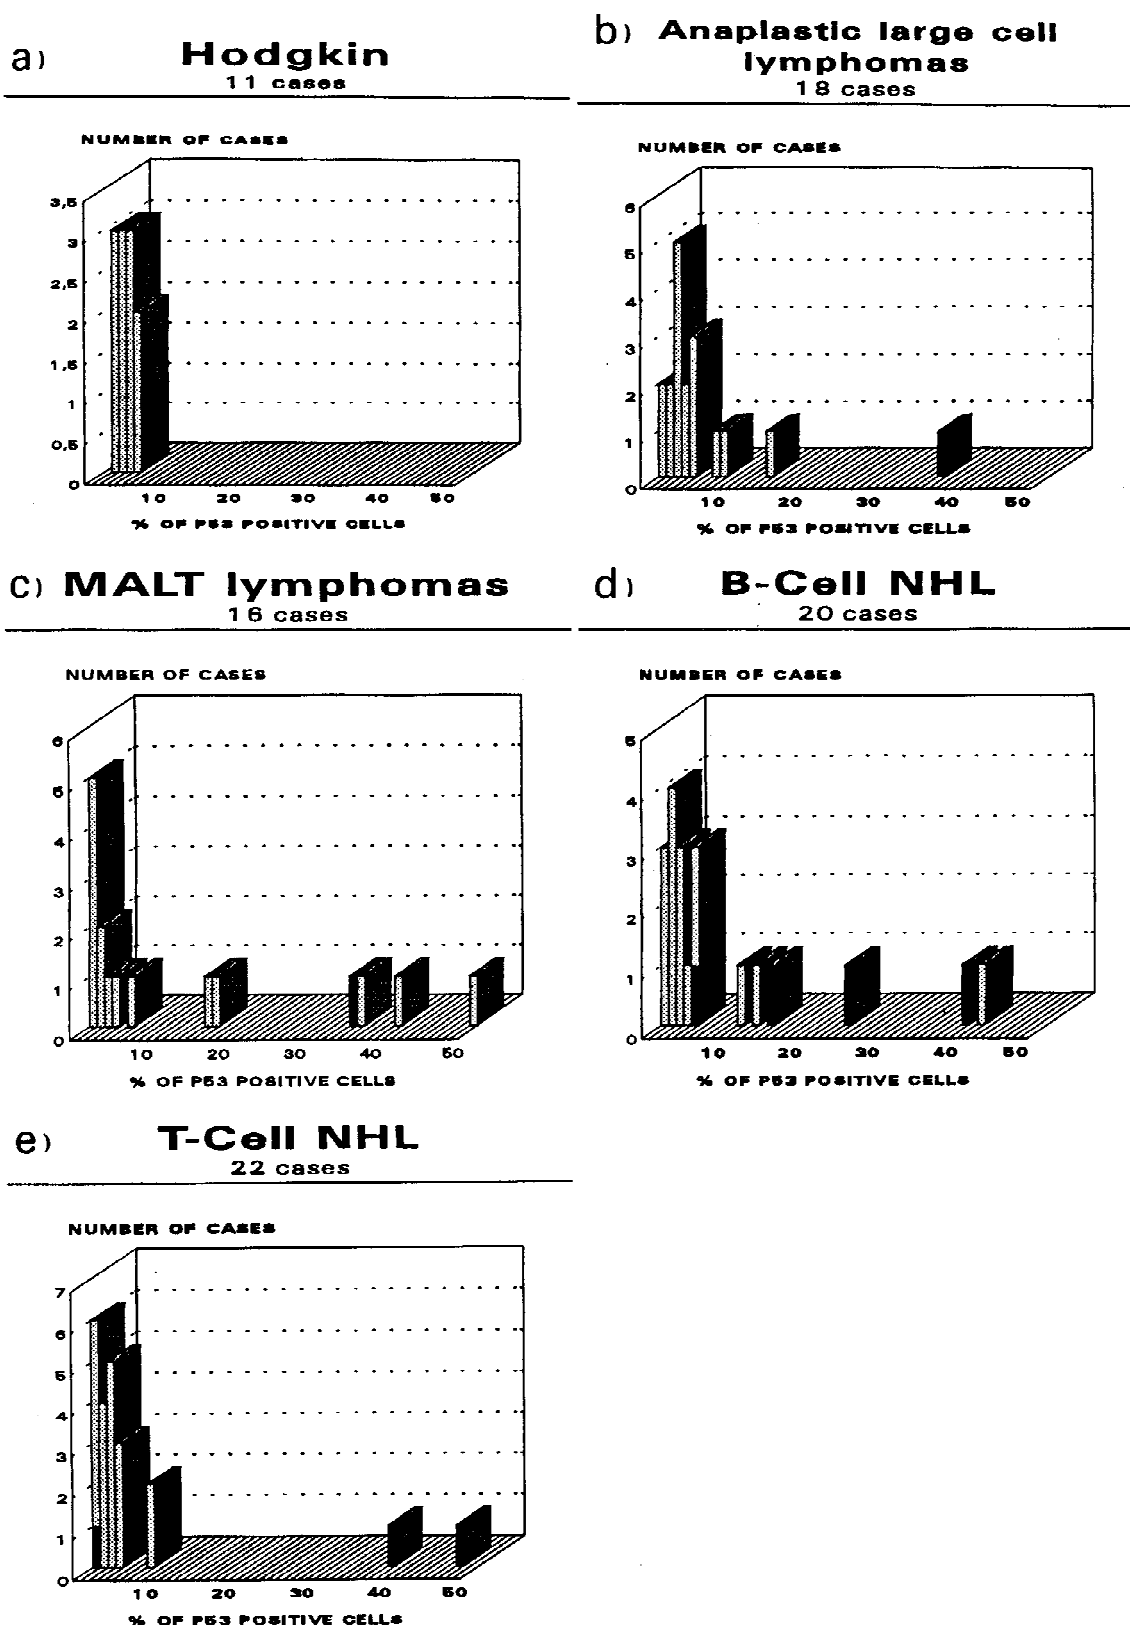 a) Hodgkin
11 cases
NUMBER OF CASES
3,5
3
2,5
2
1,5
1
0,5
0
10 20 30 40 50
% OF P53 POSITIVE CELLS
b) Anaplastic large cell
lymphomas
18 cases
NUMBER OF CASES
6
5
4
3
2
1
0
10 20 30 40 50
% OF P53 POSITIVE CELLS
c) MALT lymphomas
16 cases
NUMBER OF CASES
6
5
4
3
2
1
0
10 20 30 40 50
% OF P53 POSITIVE CELLS
d) B-Cell NHL
20 cases
NUMBER OF CASES
5
4
3
2
1
0
10 20 30 40 50
% OF P53 POSITIVE CELLS
e) T-Cell NHL
22 cases
NUMBER OF CASES
7
6
5
4
3
2
1
0
10 20 30 40 50
% OF P53 POSITIVE CELLS